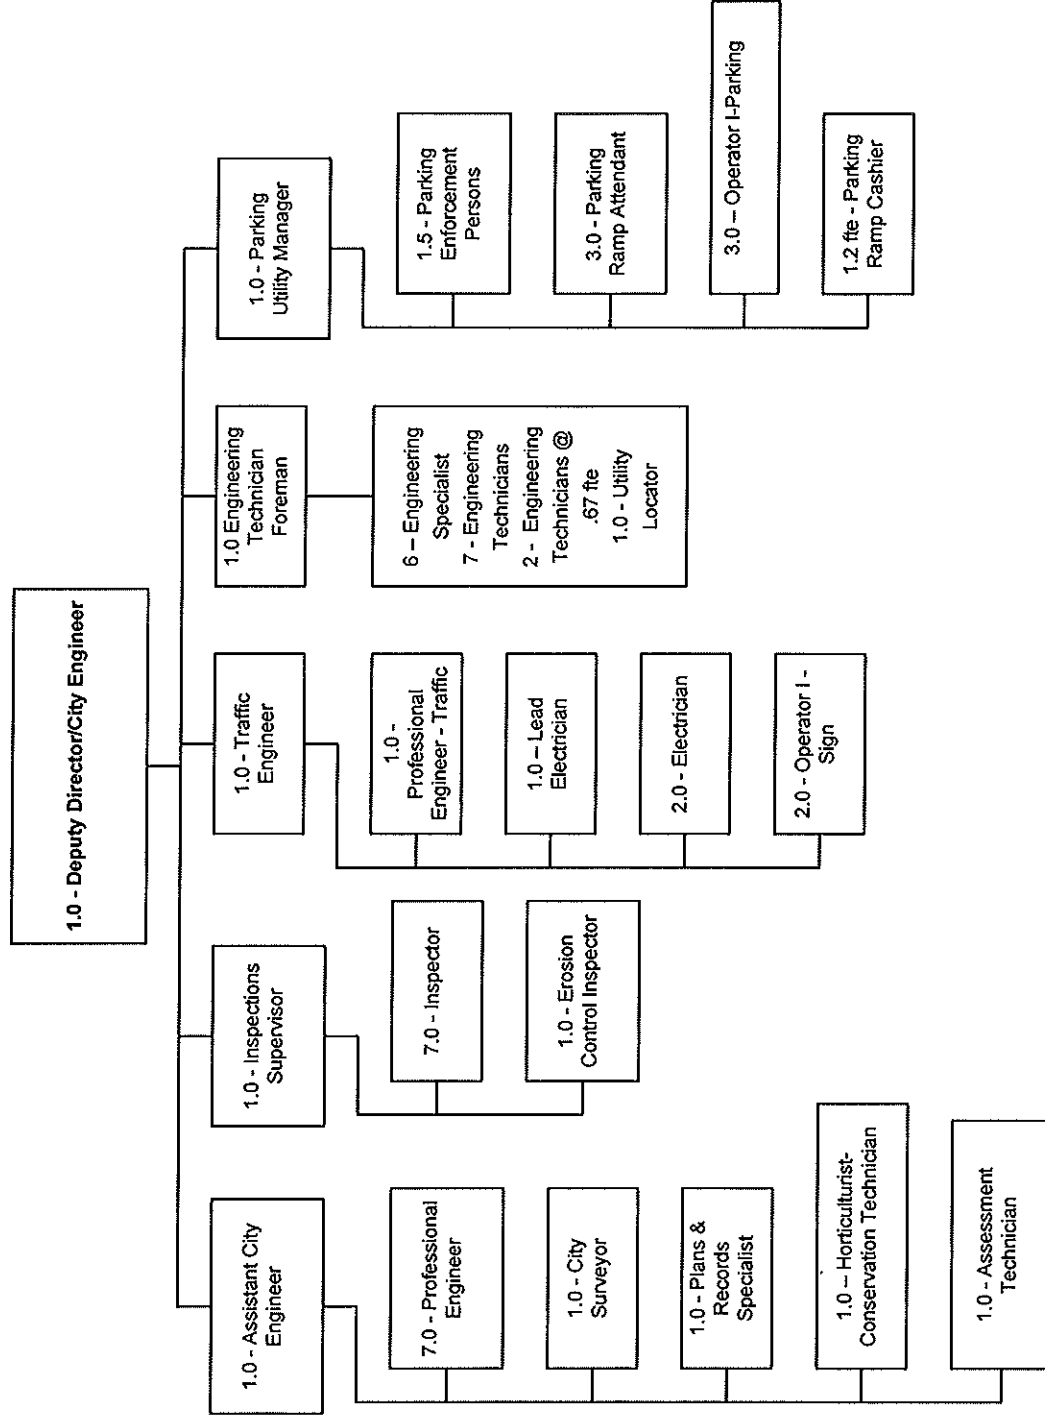 1.0 - Deputy Director/City Engineer
1.0 - Assistant City
Engineer
7.0 - Professional
Engineer
1.0 - City
Surveyor
1.0 - Plans &
Records
Specialist
1.0 – Horticulturist-
Conservation Technician
1.0 - Assessment
Technician
1.0 - Inspections
Supervisor
7.0 - Inspector
1.0 - Erosion
Control Inspector
1.0 - Traffic
Engineer
1.0 -
Professional
Engineer - Traffic
1.0 – Lead
Electrician
2.0 - Electrician
2.0 - Operator I -
Sign
1.0 Engineering
Technician
Foreman
6 – Engineering
Specialist
7 - Engineering
Technicians
2 - Engineering
Technicians @
.67 fte
1.0 - Utility
Locator
1.0 - Parking
Utility Manager
1.5 - Parking
Enforcement
Persons
3.0 - Parking
Ramp Attendant
3.0 – Operator I-Parking
1.2 fte - Parking
Ramp Cashier